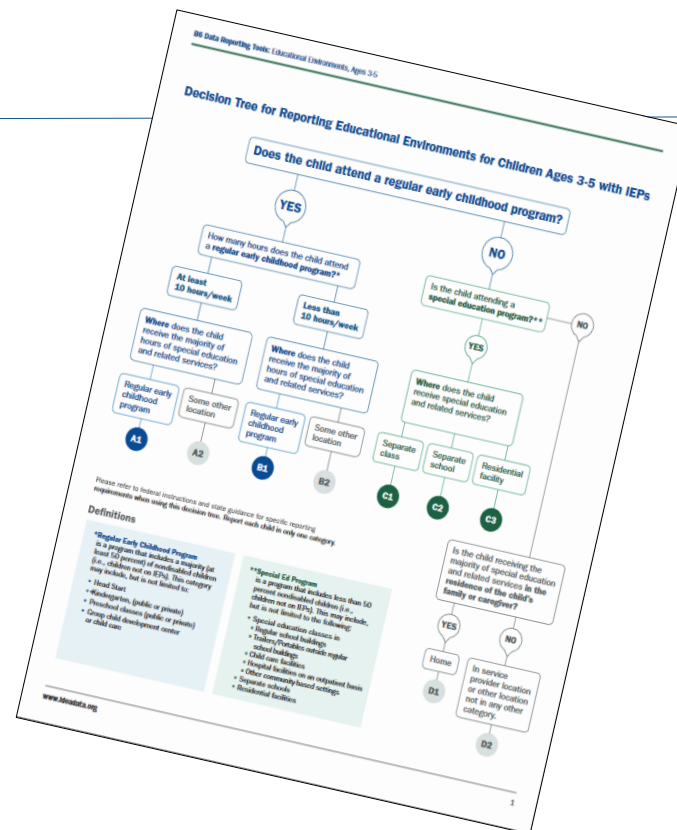 B6 Data Reporting Tools: Educational Environments, Ages 3-5
Decision Tree for Reporting Educational Environments for Children Ages 3-5 with IEPs
Does the child attend a regular early childhood program?
YES
NO
How many hours does the child attend
a regular early childhood program?*
At least
10 hours/week
Less than
10 hours/week
Where does the child
receive the majority of
hours of special education
and related services?
Where does the child
receive the majority of
hours of special education
and related services?
Regular early
childhood
program
Some other
location
Regular early
childhood
program
Some other
location
A1
A2
B1
B2
Is the child attending a
special education program?**
NO
YES
Where does the child
receive special education
and related services?
Separate
class
Separate
school
Residential
facility
C1
C2
C3
Is the child receiving the
majority of special education
and related services in the
residence of the child's
family or caregiver?
YES
NO
Home
In service
provider location
or other location
not in any other
category.
D1
D2
Please refer to federal instructions and state guidance for specific reporting
requirements when using this decision tree. Report each child in only one category.
Definitions
*Regular Early Childhood Program
is a program that includes a majority (at
least 50 percent) of nondisabled children
(i.e., children not on IEPs). This category
may include, but is not limited to:
• Head Start
• Kindergarten, (public or private)
• Preschool classes (public or private)
• Group child development center
or child care
**Special Ed Program
is a program that includes less than 50
percent nondisabled children (i.e.,
children not on IEPs). This may include,
but is not limited to the following:
• Special education classes in
• Regular school buildings
• Trailers/Portables outside regular
school buildings
• Child care facilities
• Hospital facilities on an outpatient basis
• Other community based settings
• Separate schools
• Residential facilities
www.ideadata.org
1